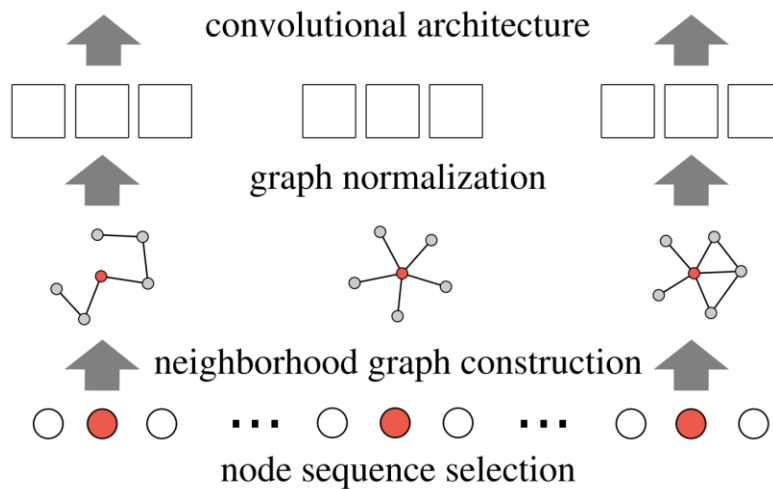 convolutional architecture
graph normalization
neighborhood graph construction
... ...
node sequence selection